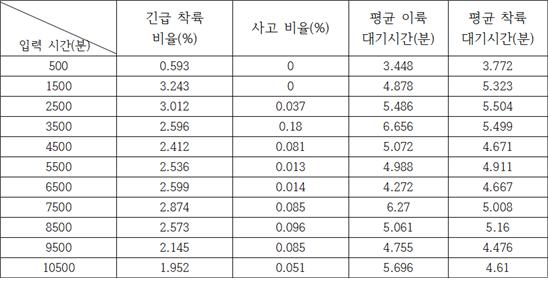 입력 시간(분) 긴급 착륙 비율(%) 사고 비율(%) 평균 이륙 대기시간(분) 평균 착륙 대기시간(분)
500 0.593 0 3.448 3.772
1500 3.243 0 4.878 5.323
2500 3.012 0.037 5.486 5.504
3500 2.596 0.18 6.656 5.499
4500 2.412 0.081 5.072 4.671
5500 2.536 0.013 4.988 4.911
6500 2.599 0.014 4.272 4.667
7500 2.874 0.085 6.27 5.008
8500 2.573 0.096 5.061 5.16
9500 2.145 0.085 4.755 4.476
10500 1.952 0.051 5.696 4.61